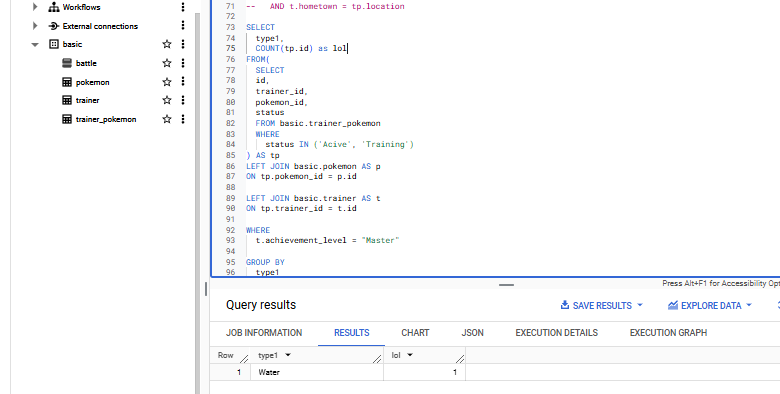 Workflows
External connections
basic
battle
pokemon
trainer
trainer_pokemon
71 -- AND t.hometown = tp.location
72
73 SELECT
74 type1,
75 COUNT(tp.id) as lol
76 FROM(
77 SELECT
78 id,
79 trainer_id,
80 pokemon_id,
81 status
82 FROM basic.trainer_pokemon
83 WHERE
84 status IN ('Acive', 'Training')
85 ) AS tp
86 LEFT JOIN basic.pokemon AS p
87 ON tp.pokemon_id = p.id
88
89 LEFT JOIN basic.trainer AS t
90 ON tp.trainer_id = t.id
91
92 WHERE
93 t.achievement_level = "Master"
94
95 GROUP BY
96 type1
Press Alt+F1 for Accessibility Opt
Query results
SAVE RESULTS
EXPLORE DATA
JOB INFORMATION RESULTS CHART JSON EXECUTION DETAILS EXECUTION GRAPH
Row type1 lol
1 Water 1